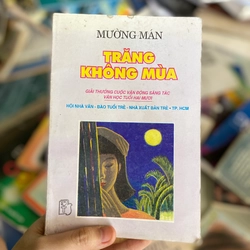 MƯỜNG MÁN
TRĂNG
KHÔNG MÙA
GIẢI THƯỞNG CUỘC VẬN ĐỘNG SÁNG TÁC
VĂN HỌC TUỔI HAI MƯƠI
HỘI NHÀ VĂN - BÁO TUỔI TRẺ - NHÀ XUẤT BẢN TRẺ - TP. HCM